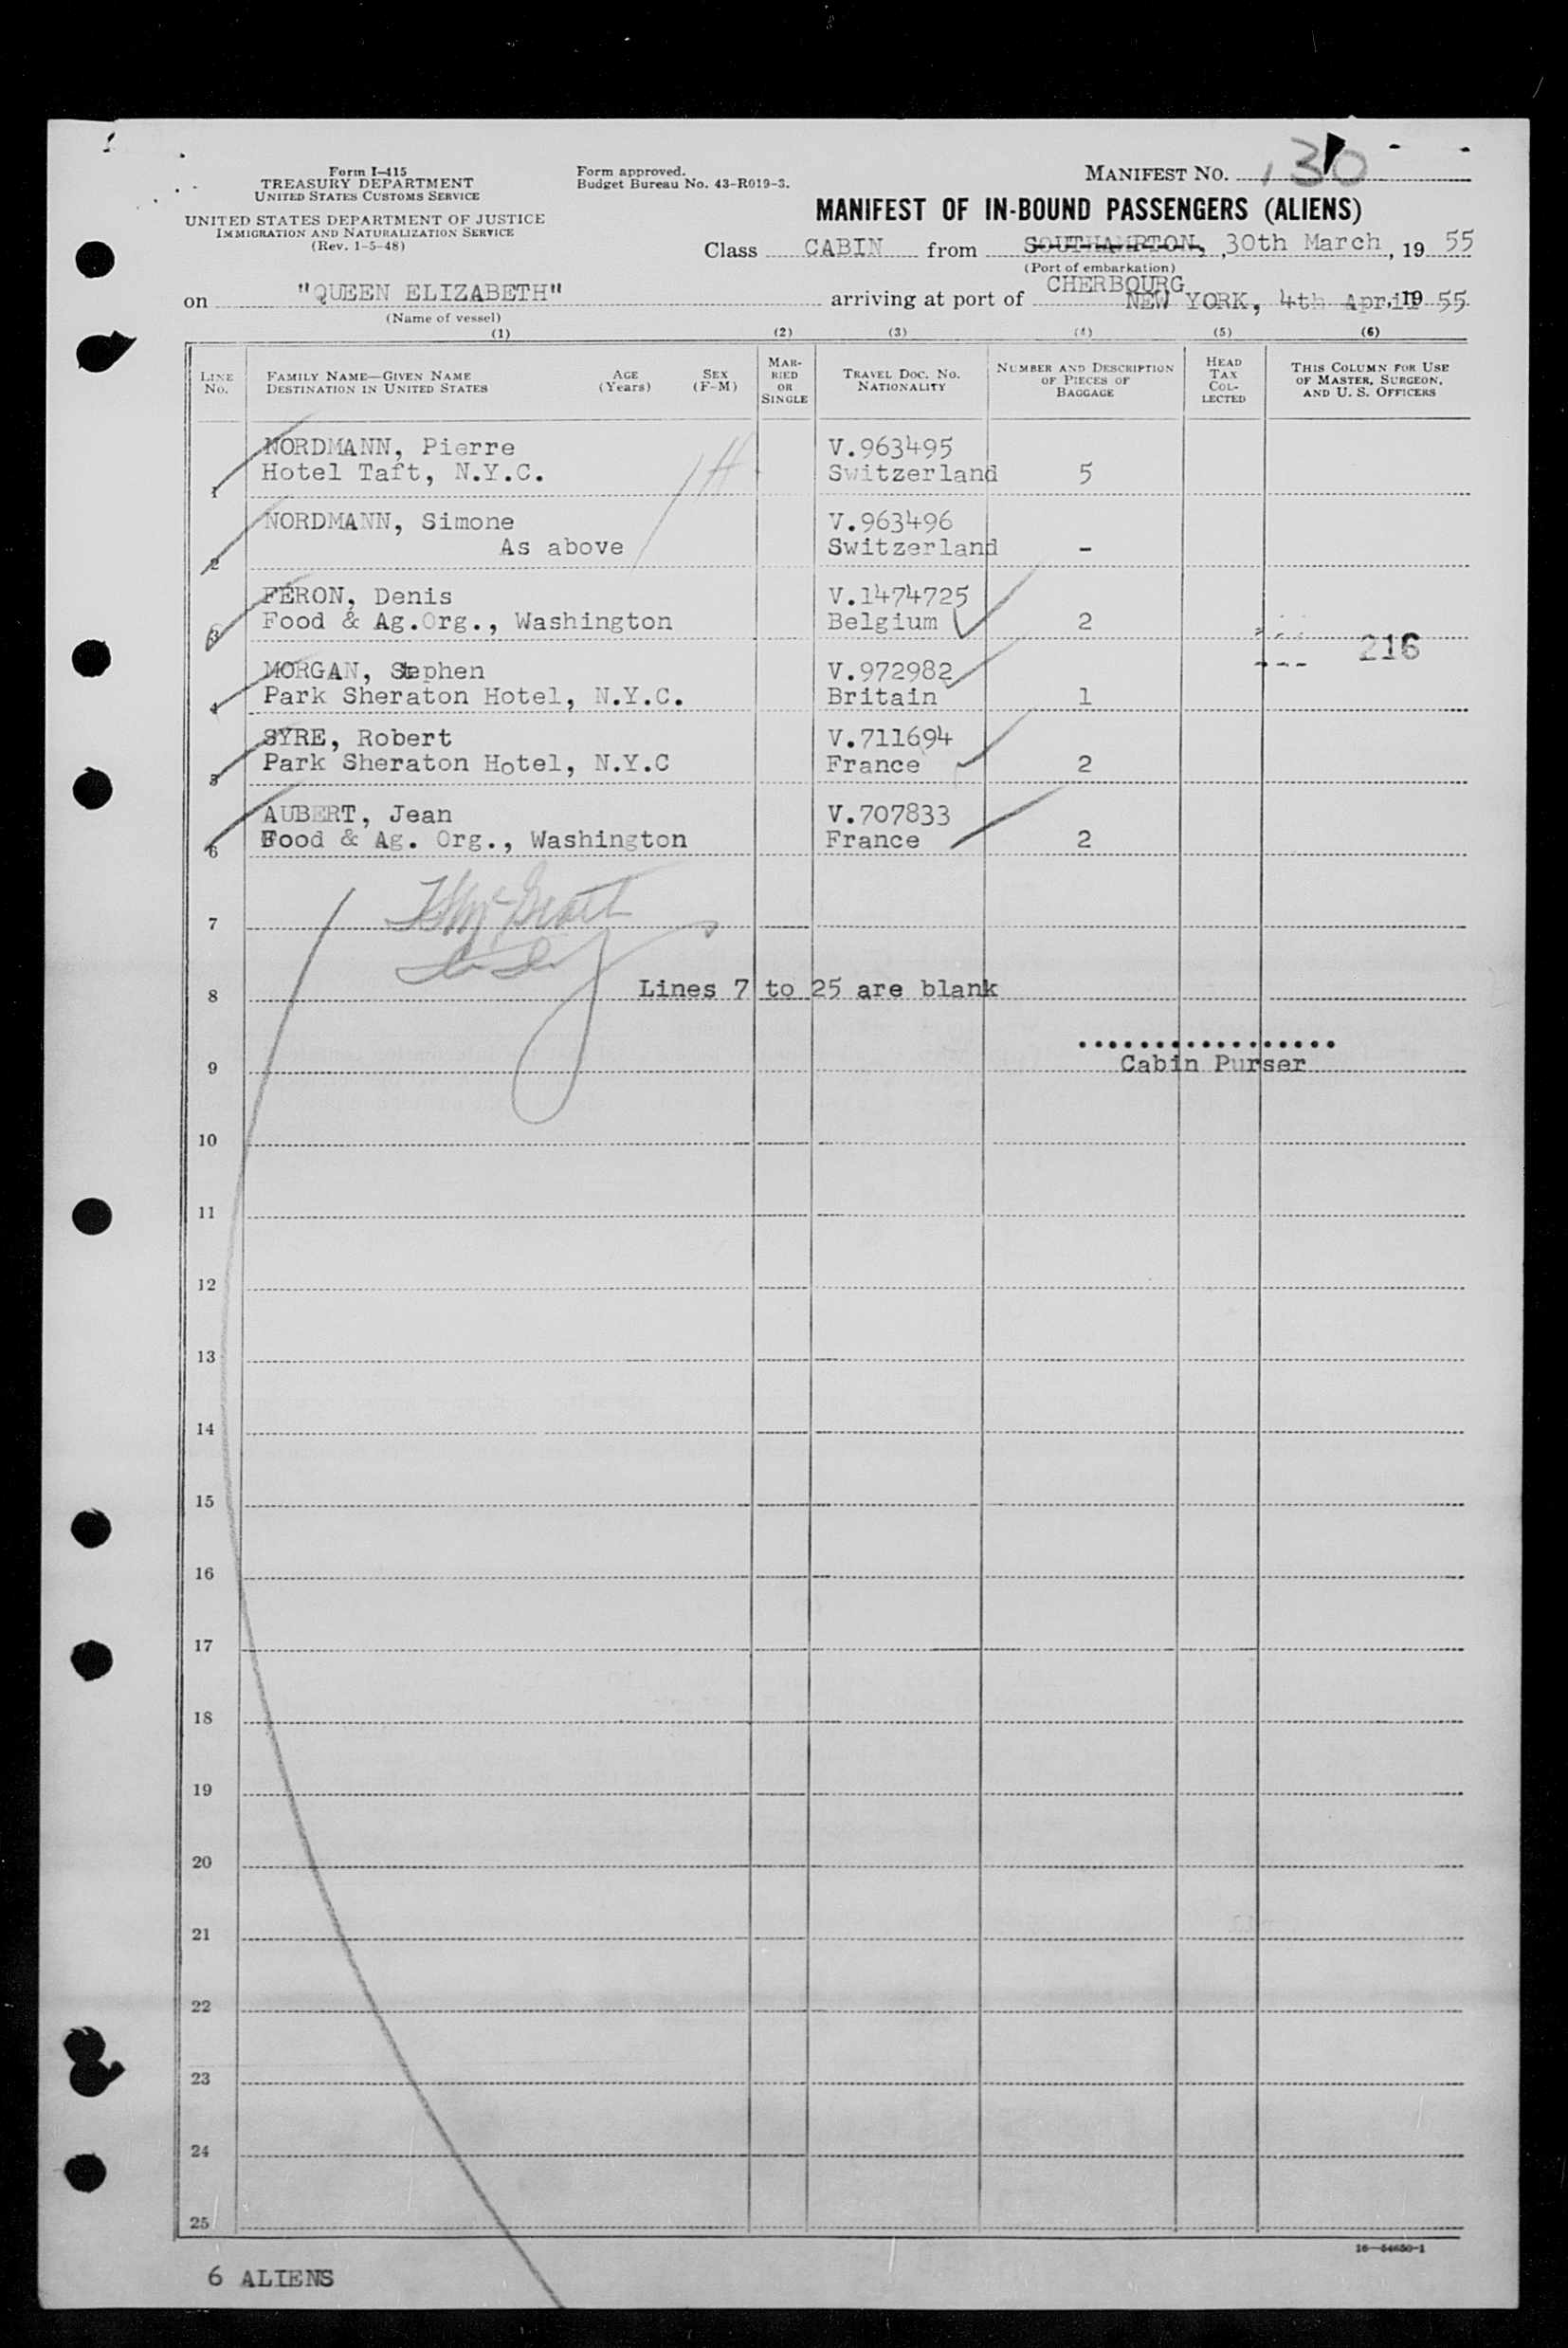 Form I-415
TREASURY DEPARTMENT
UNITED STATES CUSTOMS SERVICE
UNITED STATES DEPARTMENT OF JUSTICE
IMMIGRATION AND NATURALIZATION SERVICE
(Rev. 1-5-48)
Form approved.
Budget Bureau No. 43-R019-3.
MANIFEST NO. 130
MANIFEST OF IN-BOUND PASSENGERS (ALIENS)
Class CABIN from SOUTHAMPTON, 30th March, 19 55
(Port of embarkation)
CHERBOURG
on "QUEEN ELIZABETH" arriving at port of NEW YORK, 4th April, 19 55
(Name of vessel)
(1) (2) (3) (4) (5) (6)
LINE NO. FAMILY NAME—GIVEN NAME DESTINATION IN UNITED STATES AGE (Years) SEX (F-M) MARRIED OR SINGLE TRAVEL DOC. NO. NATIONALITY NUMBER AND DESCRIPTION OF PIECES OF BAGGAGE HEAD TAX COLLECTED THIS COLUMN FOR USE OF MASTER, SURGEON, AND U. S. OFFICERS
NORDMANN, Pierre V.963495
1 Hotel Taft, N.Y.C. Switzerland 5
NORDMANN, Simone V.963496
2 As above Switzerland -
FERON, Denis V.1474725
3 Food & Ag.Org., Washington Belgium 2
216
MORGAN, Stephen V.972982
4 Park Sheraton Hotel, N.Y.C. Britain 1
SYRE, Robert V.711694
5 Park Sheraton Hotel, N.Y.C France 2
AUBERT, Jean V.707833
6 Food & Ag. Org., Washington France 2
7
8 Lines 7 to 25 are blank
9 Cabin Purser
10
11
12
13
14
15
16
17
18
19
20
21
22
23
24
25
16—54650-1
6 ALIENS